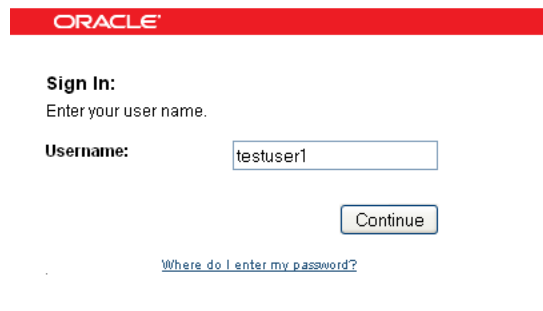 ORACLE
Sign In:
Enter your user name.
Username: testuser1
Continue
Where do I enter my password?